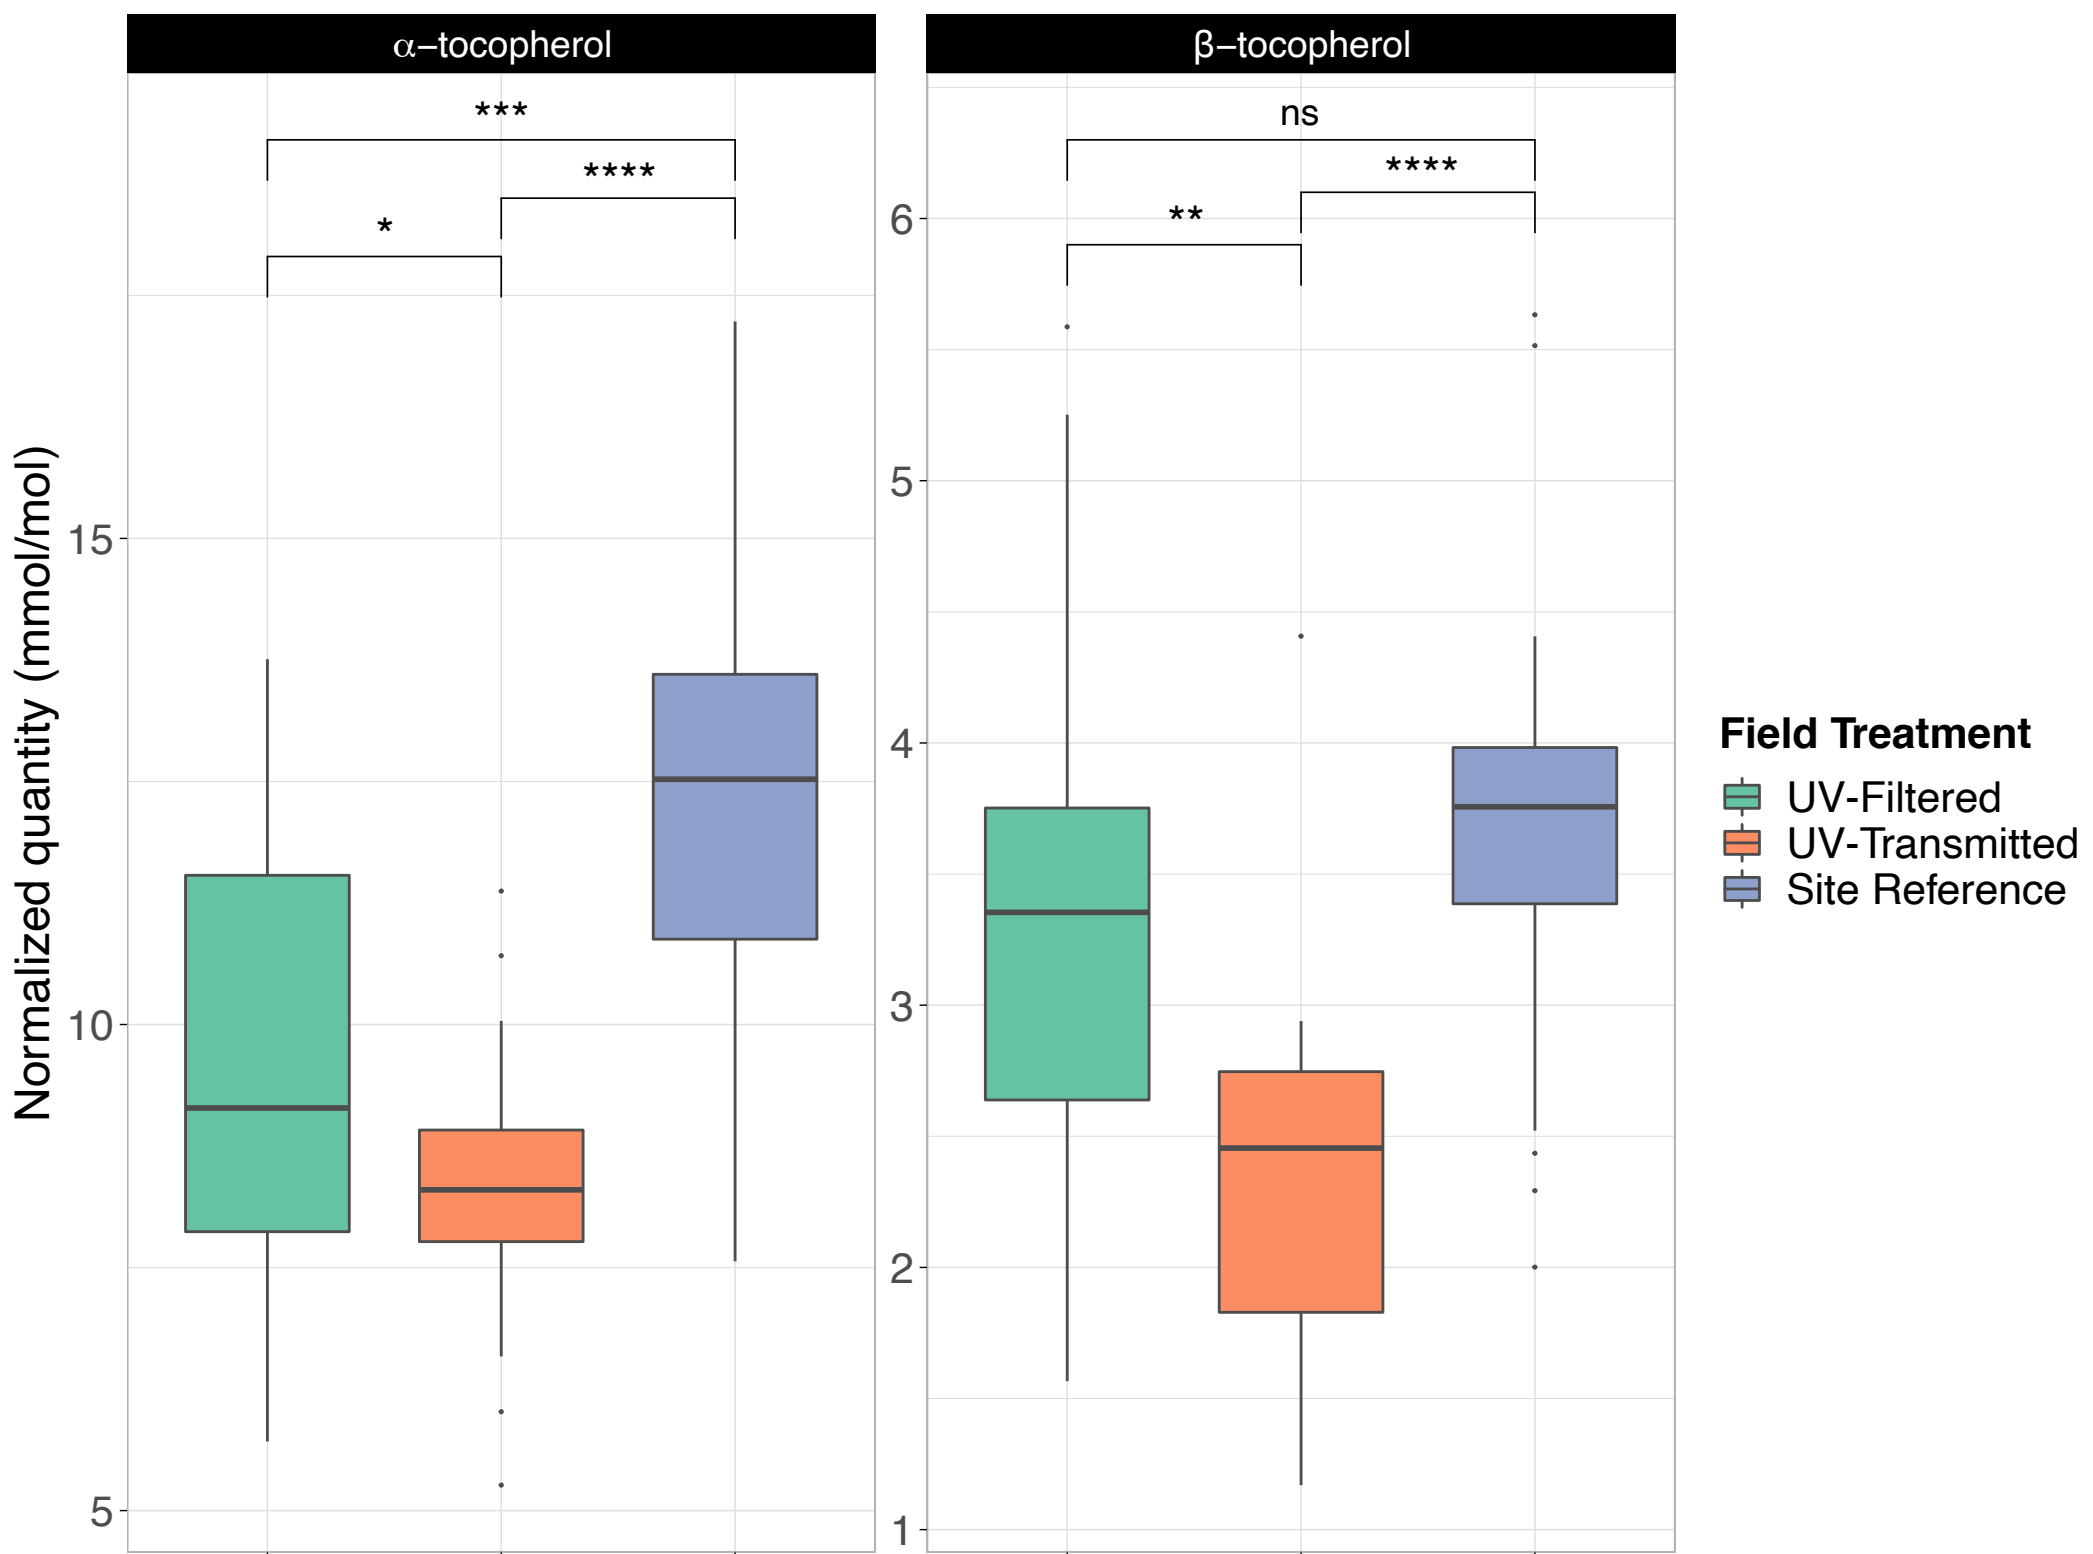 α–tocopherol
β–tocopherol
***
****
*
ns
****
**
Normalized quantity (mmol/mol)
15
10
5
6
5
4
3
2
1
Field Treatment
UV-Filtered
UV-Transmitted
Site Reference